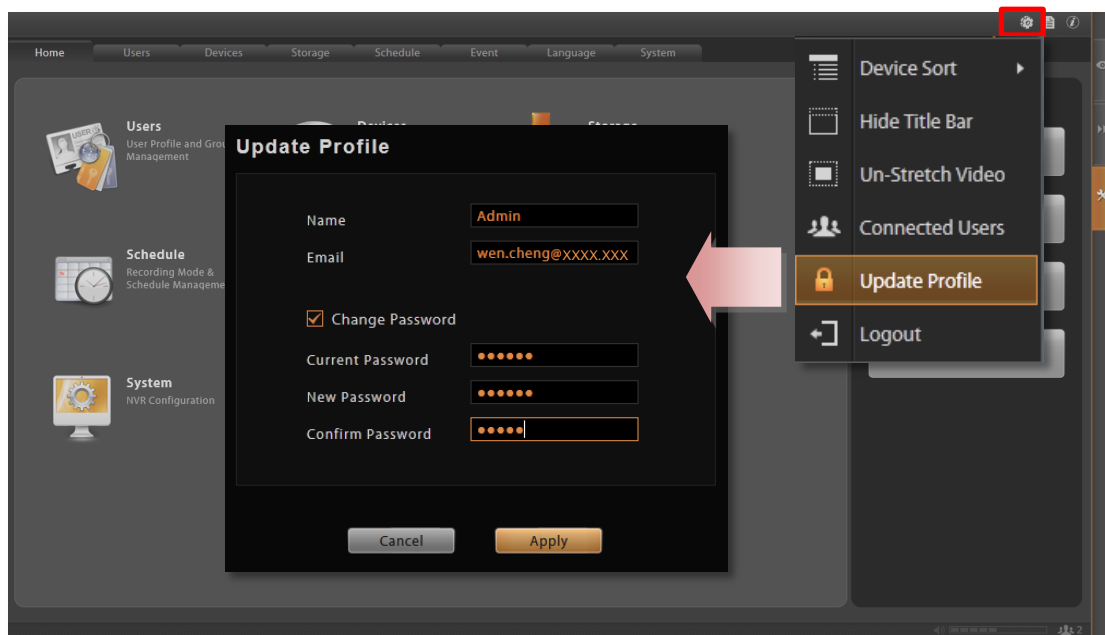 Home Users Devices Storage Schedule Event Language System
Device Sort
Hide Title Bar
Un-Stretch Video
Connected Users
Update Profile
Logout
Users
User Profile and Grou
Management
Schedule
Recording Mode &
Schedule Manageme
System
NVR Configuration
Update Profile
Name Admin
Email wen.cheng@XXXX.XXX
Change Password
Current Password ●●●●●●
New Password ●●●●●●
Confirm Password ●●●●●
Cancel Apply
2